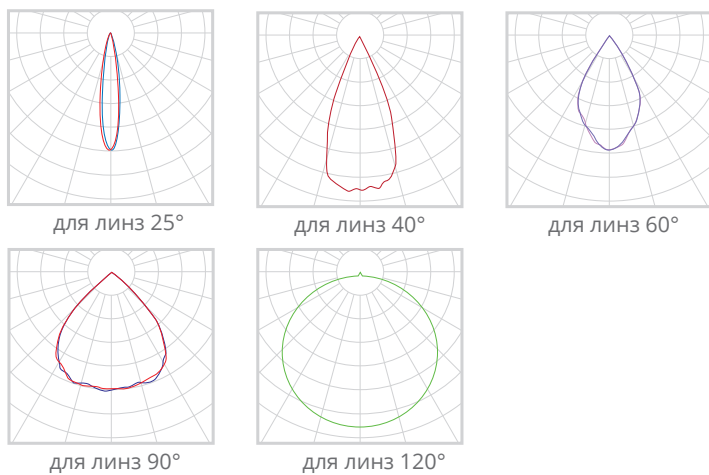 для линз 25°
для линз 40°
для линз 60°
для линз 90°
для линз 120°